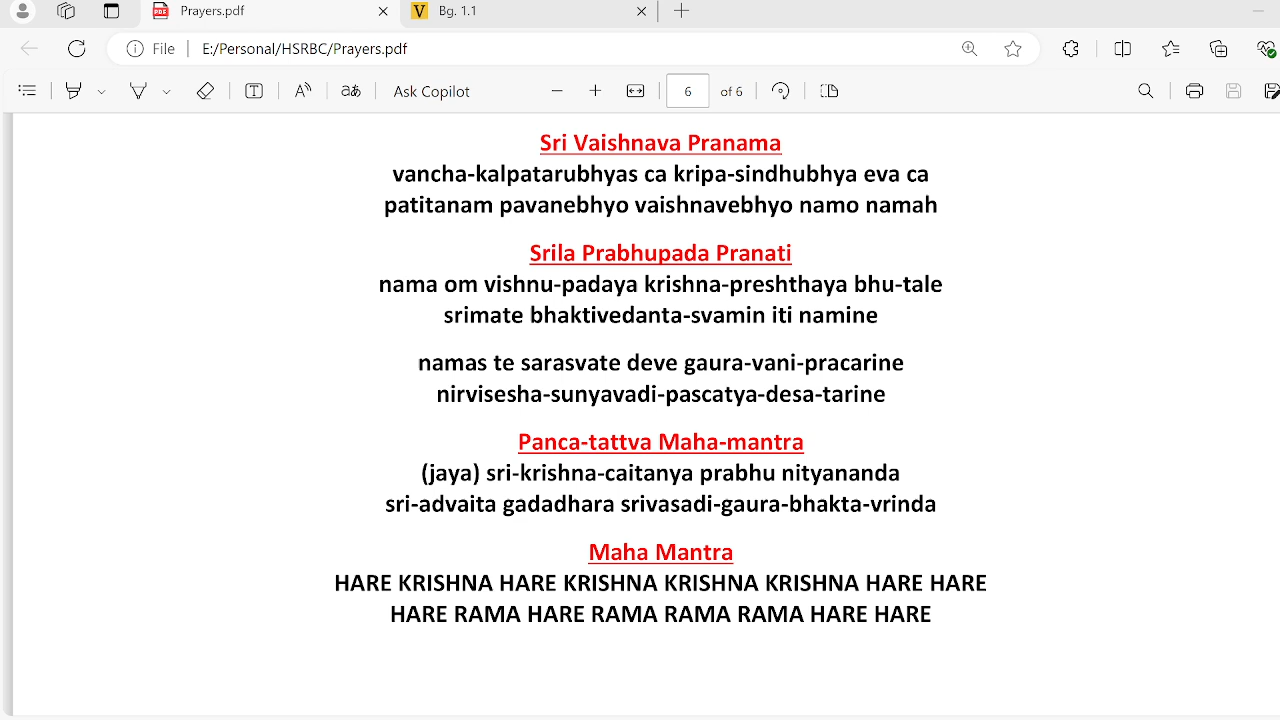 Prayers.pdf
Bg. 1.1
File
E:/Personal/HSRBC/Prayers.pdf
Ask Copilot
6 of 6
Sri Vaishnava Pranama
vancha-kalpatarubhyas ca kripa-sindhubhya eva ca
patitanam pavanebhyo vaishnavebhyo namo namah
Srila Prabhupada Pranati
nama om vishnu-padaya krishna-preshthaya bhu-tale
srimate bhaktivedanta-svamin iti namine
namas te sarasvate deve gaura-vani-pracarine
nirvisesha-sunyavadi-pascatya-desa-tarine
Panca-tattva Maha-mantra
(jaya) sri-krishna-caitanya prabhu nityananda
sri-advaita gadadhara srivasadi-gaura-bhakta-vrinda
Maha Mantra
HARE KRISHNA HARE KRISHNA KRISHNA KRISHNA HARE HARE
HARE RAMA HARE RAMA RAMA RAMA HARE HARE